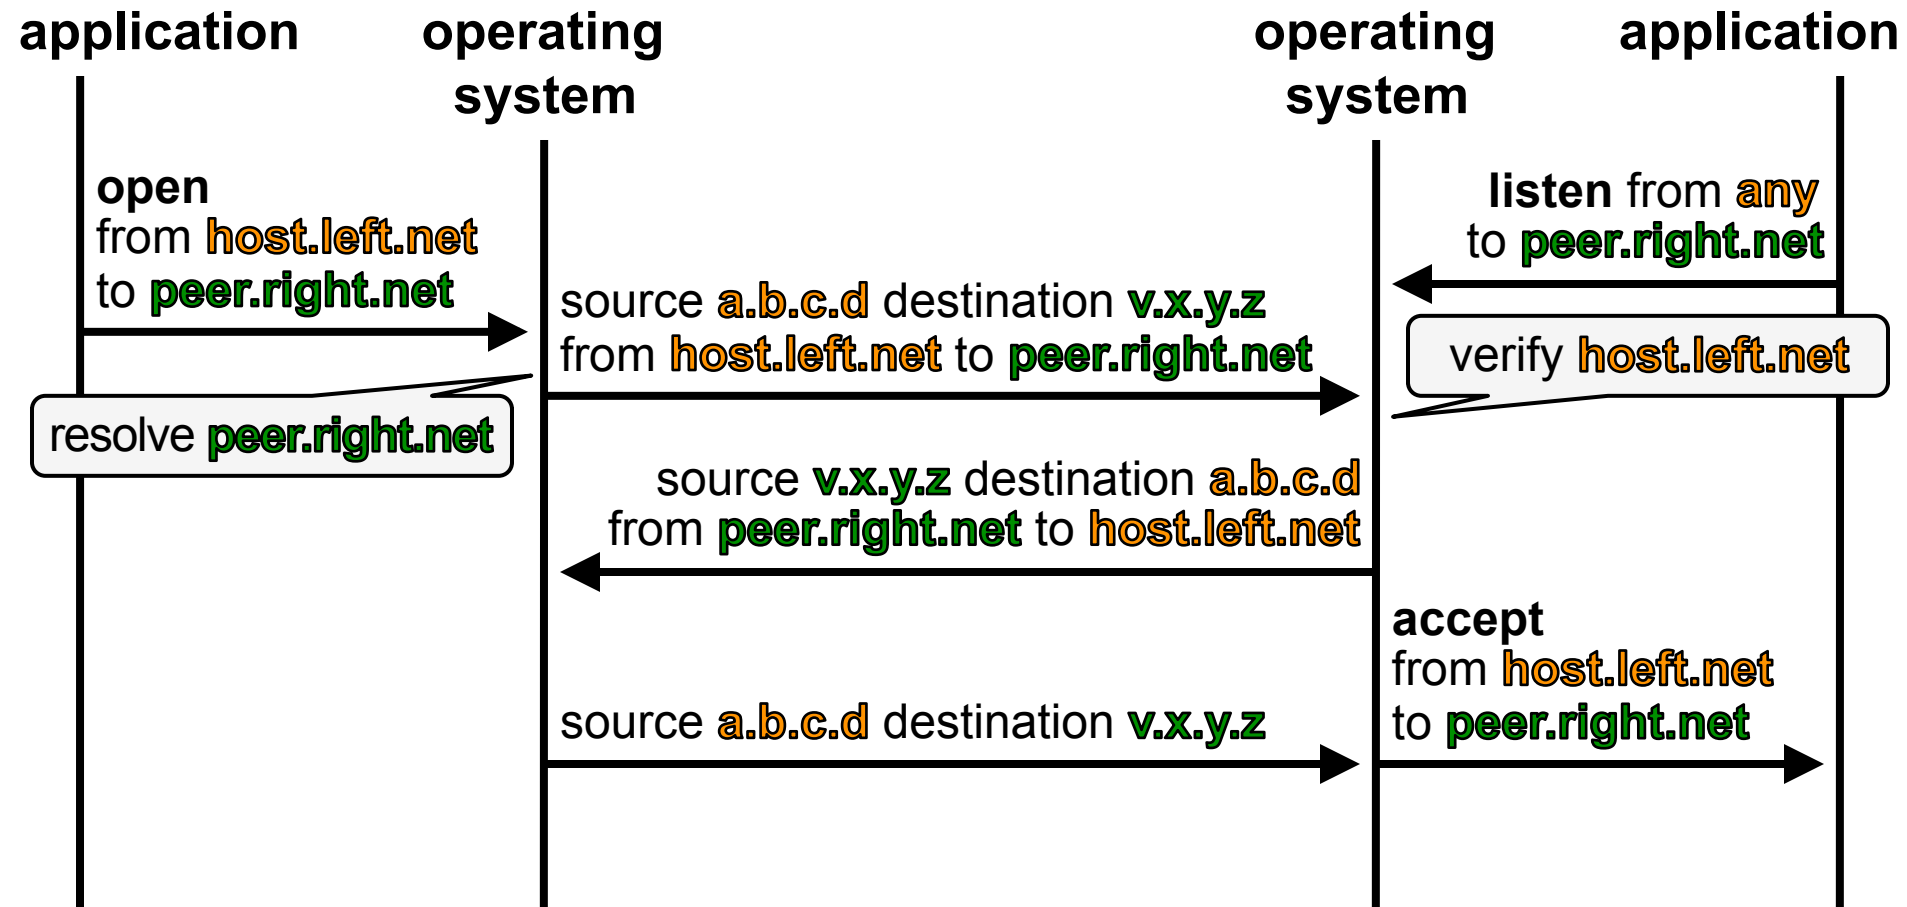 application
operating
system
operating
system
application
open
from host.left.net
to peer.right.net
listen from any
to peer.right.net
source a.b.c.d destination v.x.y.z
from host.left.net to peer.right.net
verify host.left.net
resolve peer.right.net
source v.x.y.z destination a.b.c.d
from peer.right.net to host.left.net
accept
from host.left.net
to peer.right.net
source a.b.c.d destination v.x.y.z